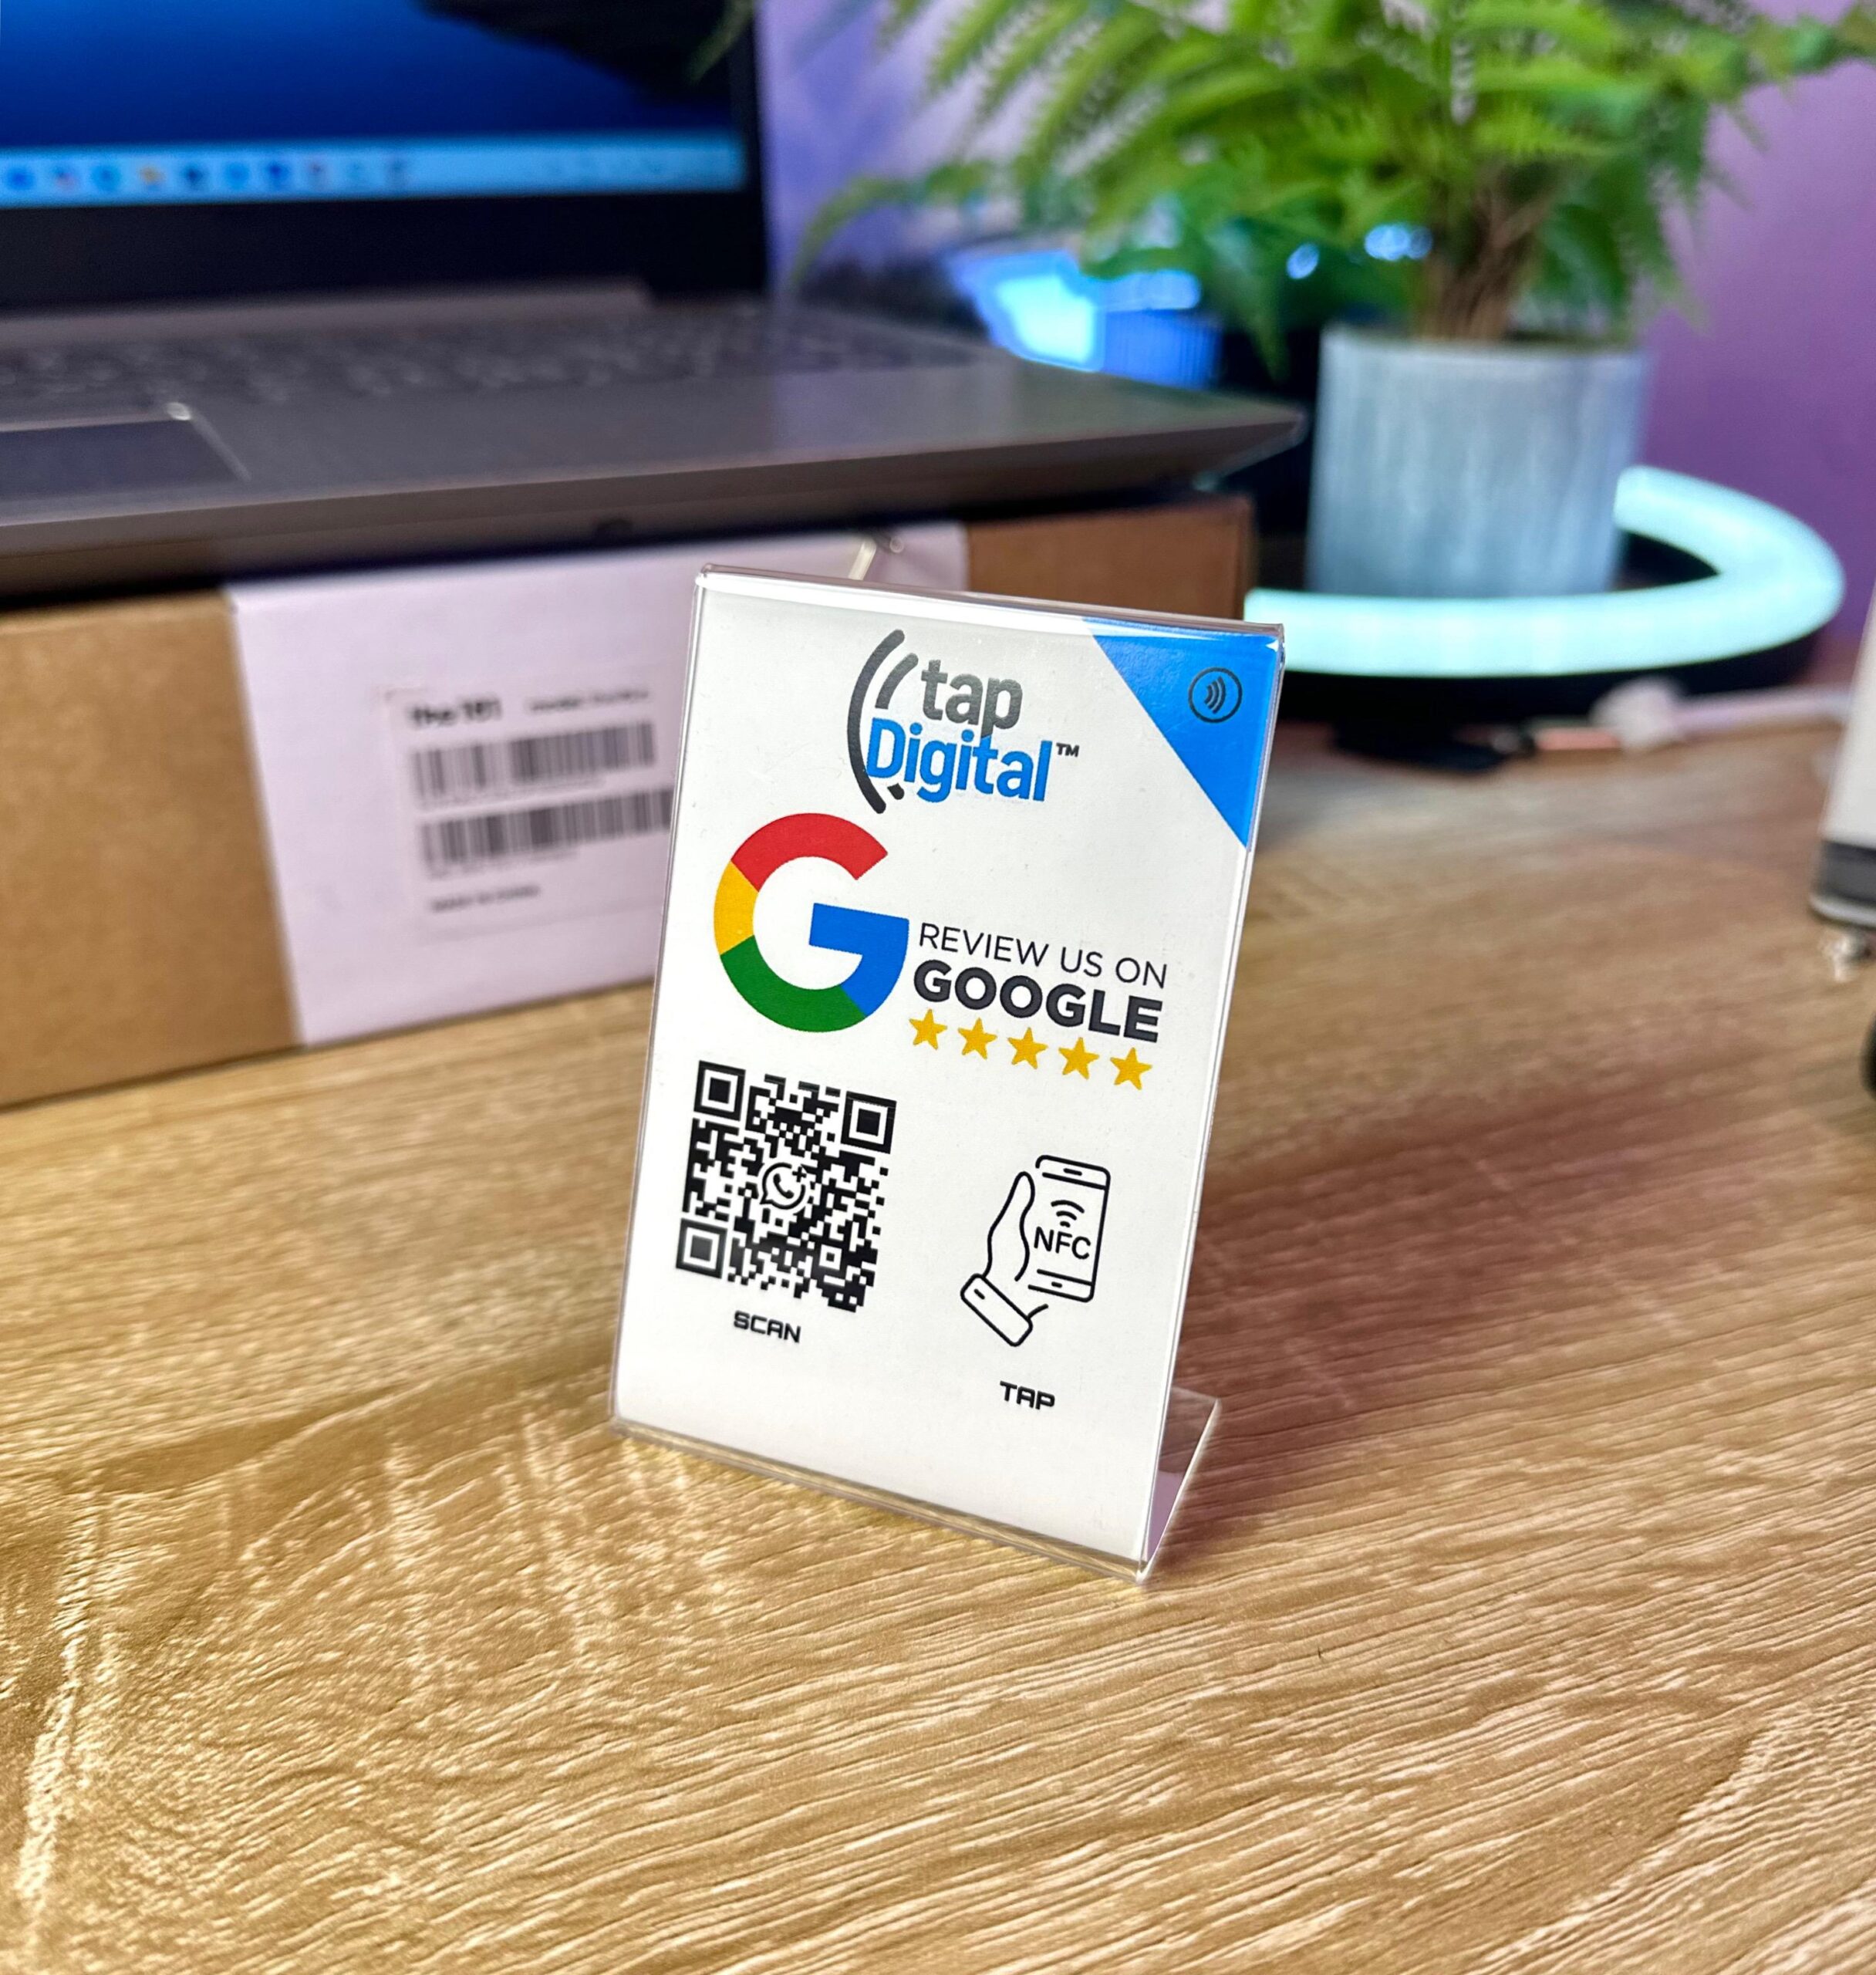 tap
Digital™
REVIEW US ON
GOOGLE
NFC
SCAN
TAP